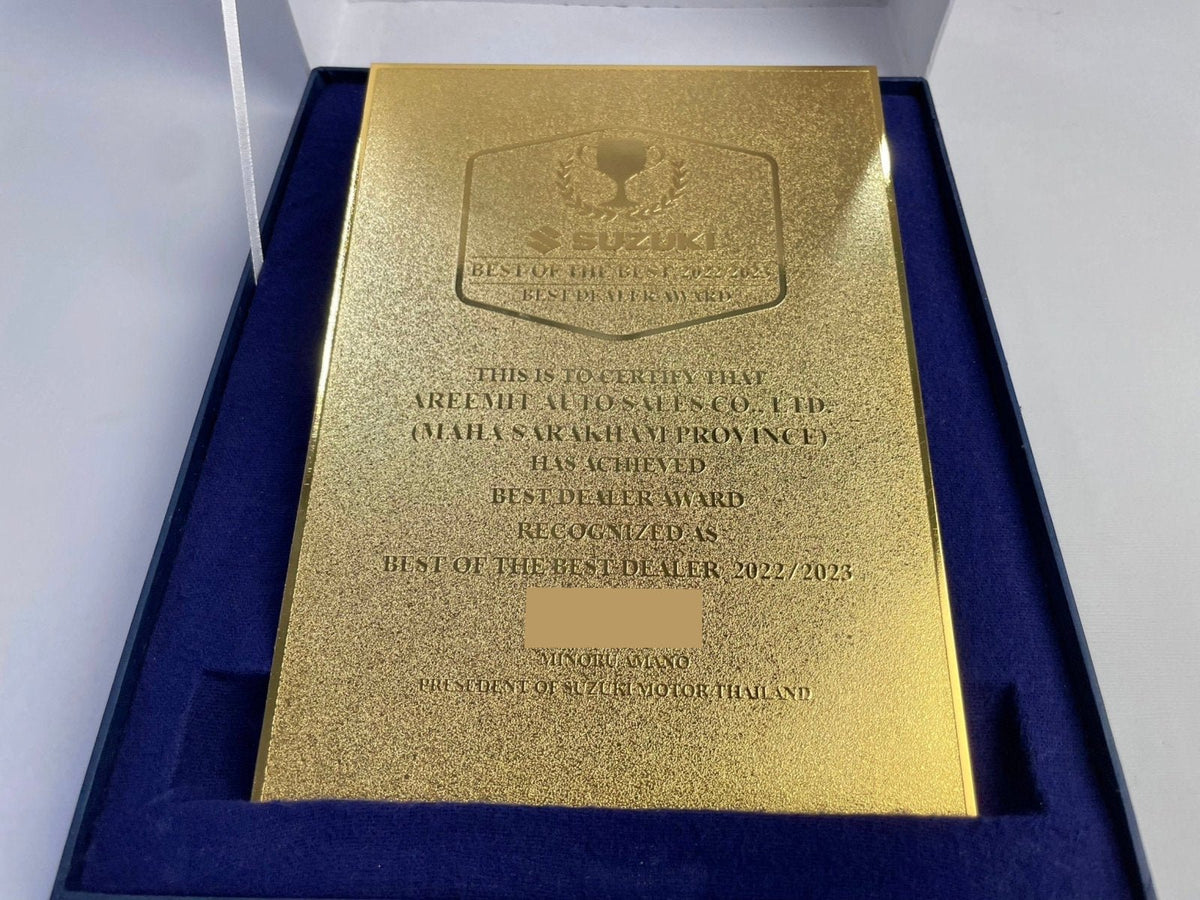 SUZUKI
BEST OF THE BEST 2022/2023
BEST DEALER AWARD
THIS IS TO CERTIFY THAT
AREEMIT AUTO SALES CO., LTD.
(MAHA SARAKHAM PROVINCE)
HAS ACHIEVED
BEST DEALER AWARD
RECOGNIZED AS
BEST OF THE BEST DEALER 2022/2023
MINORU AMANO
PRESEDENT OF SUZUKI MOTOR THAILAND